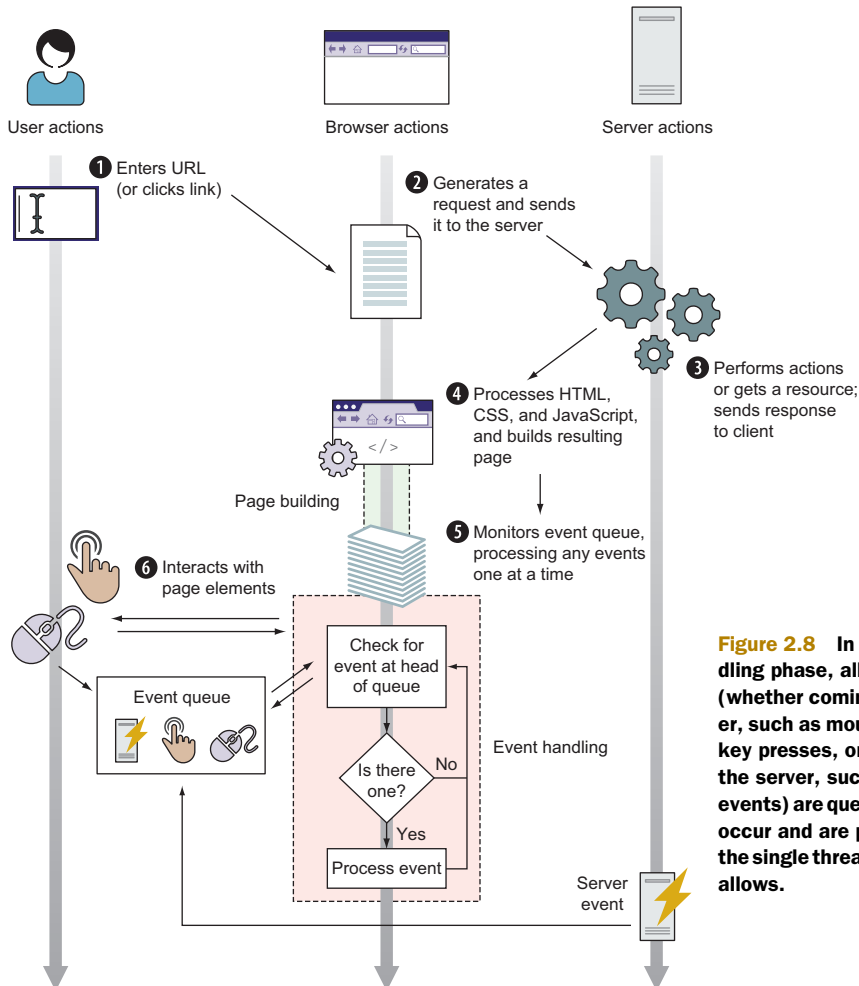 User actions
Browser actions
Server actions
1 Enters URL
(or clicks link)
2 Generates a
request and sends
it to the server
3 Performs actions
or gets a resource;
sends response
to client
4 Processes HTML,
CSS, and JavaScript,
and builds resulting
page
</>
Page building
5 Monitors event queue,
processing any events
one at a time
6 Interacts with
page elements
Check for
event at head
of queue
Event queue
Event handling
Is there
one?
No
Yes
Process event
Server
event
Figure 2.8 In
dling phase, all
(whether comin
er, such as mou
key presses, or
the server, suc
events) are que
occur and are p
the single threa
allows.